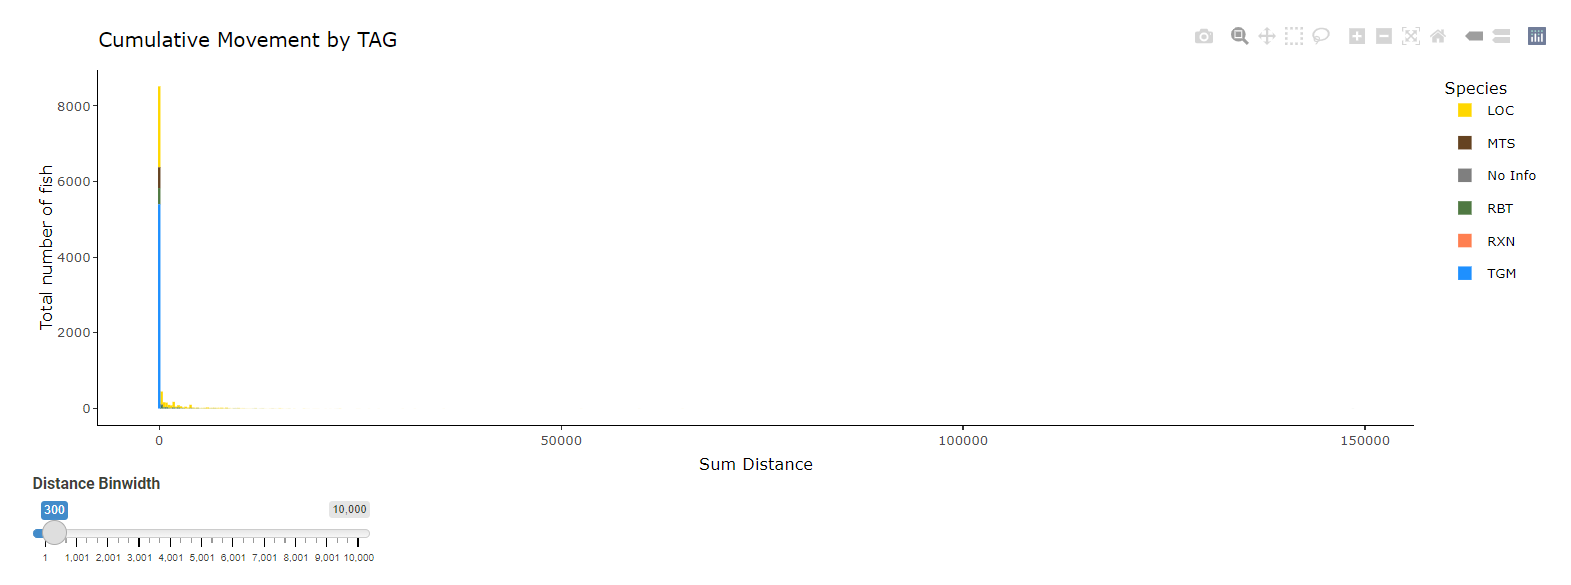 Cumulative Movement by TAG
Total number of fish
8000
6000
4000
2000
0
0 50000 100000 150000
Sum Distance
Species
LOC
MTS
No Info
RBT
RXN
TGM
Distance Binwidth
300 10,000
1 1,001 2,001 3,001 4,001 5,001 6,001 7,001 8,001 9,001 10,000